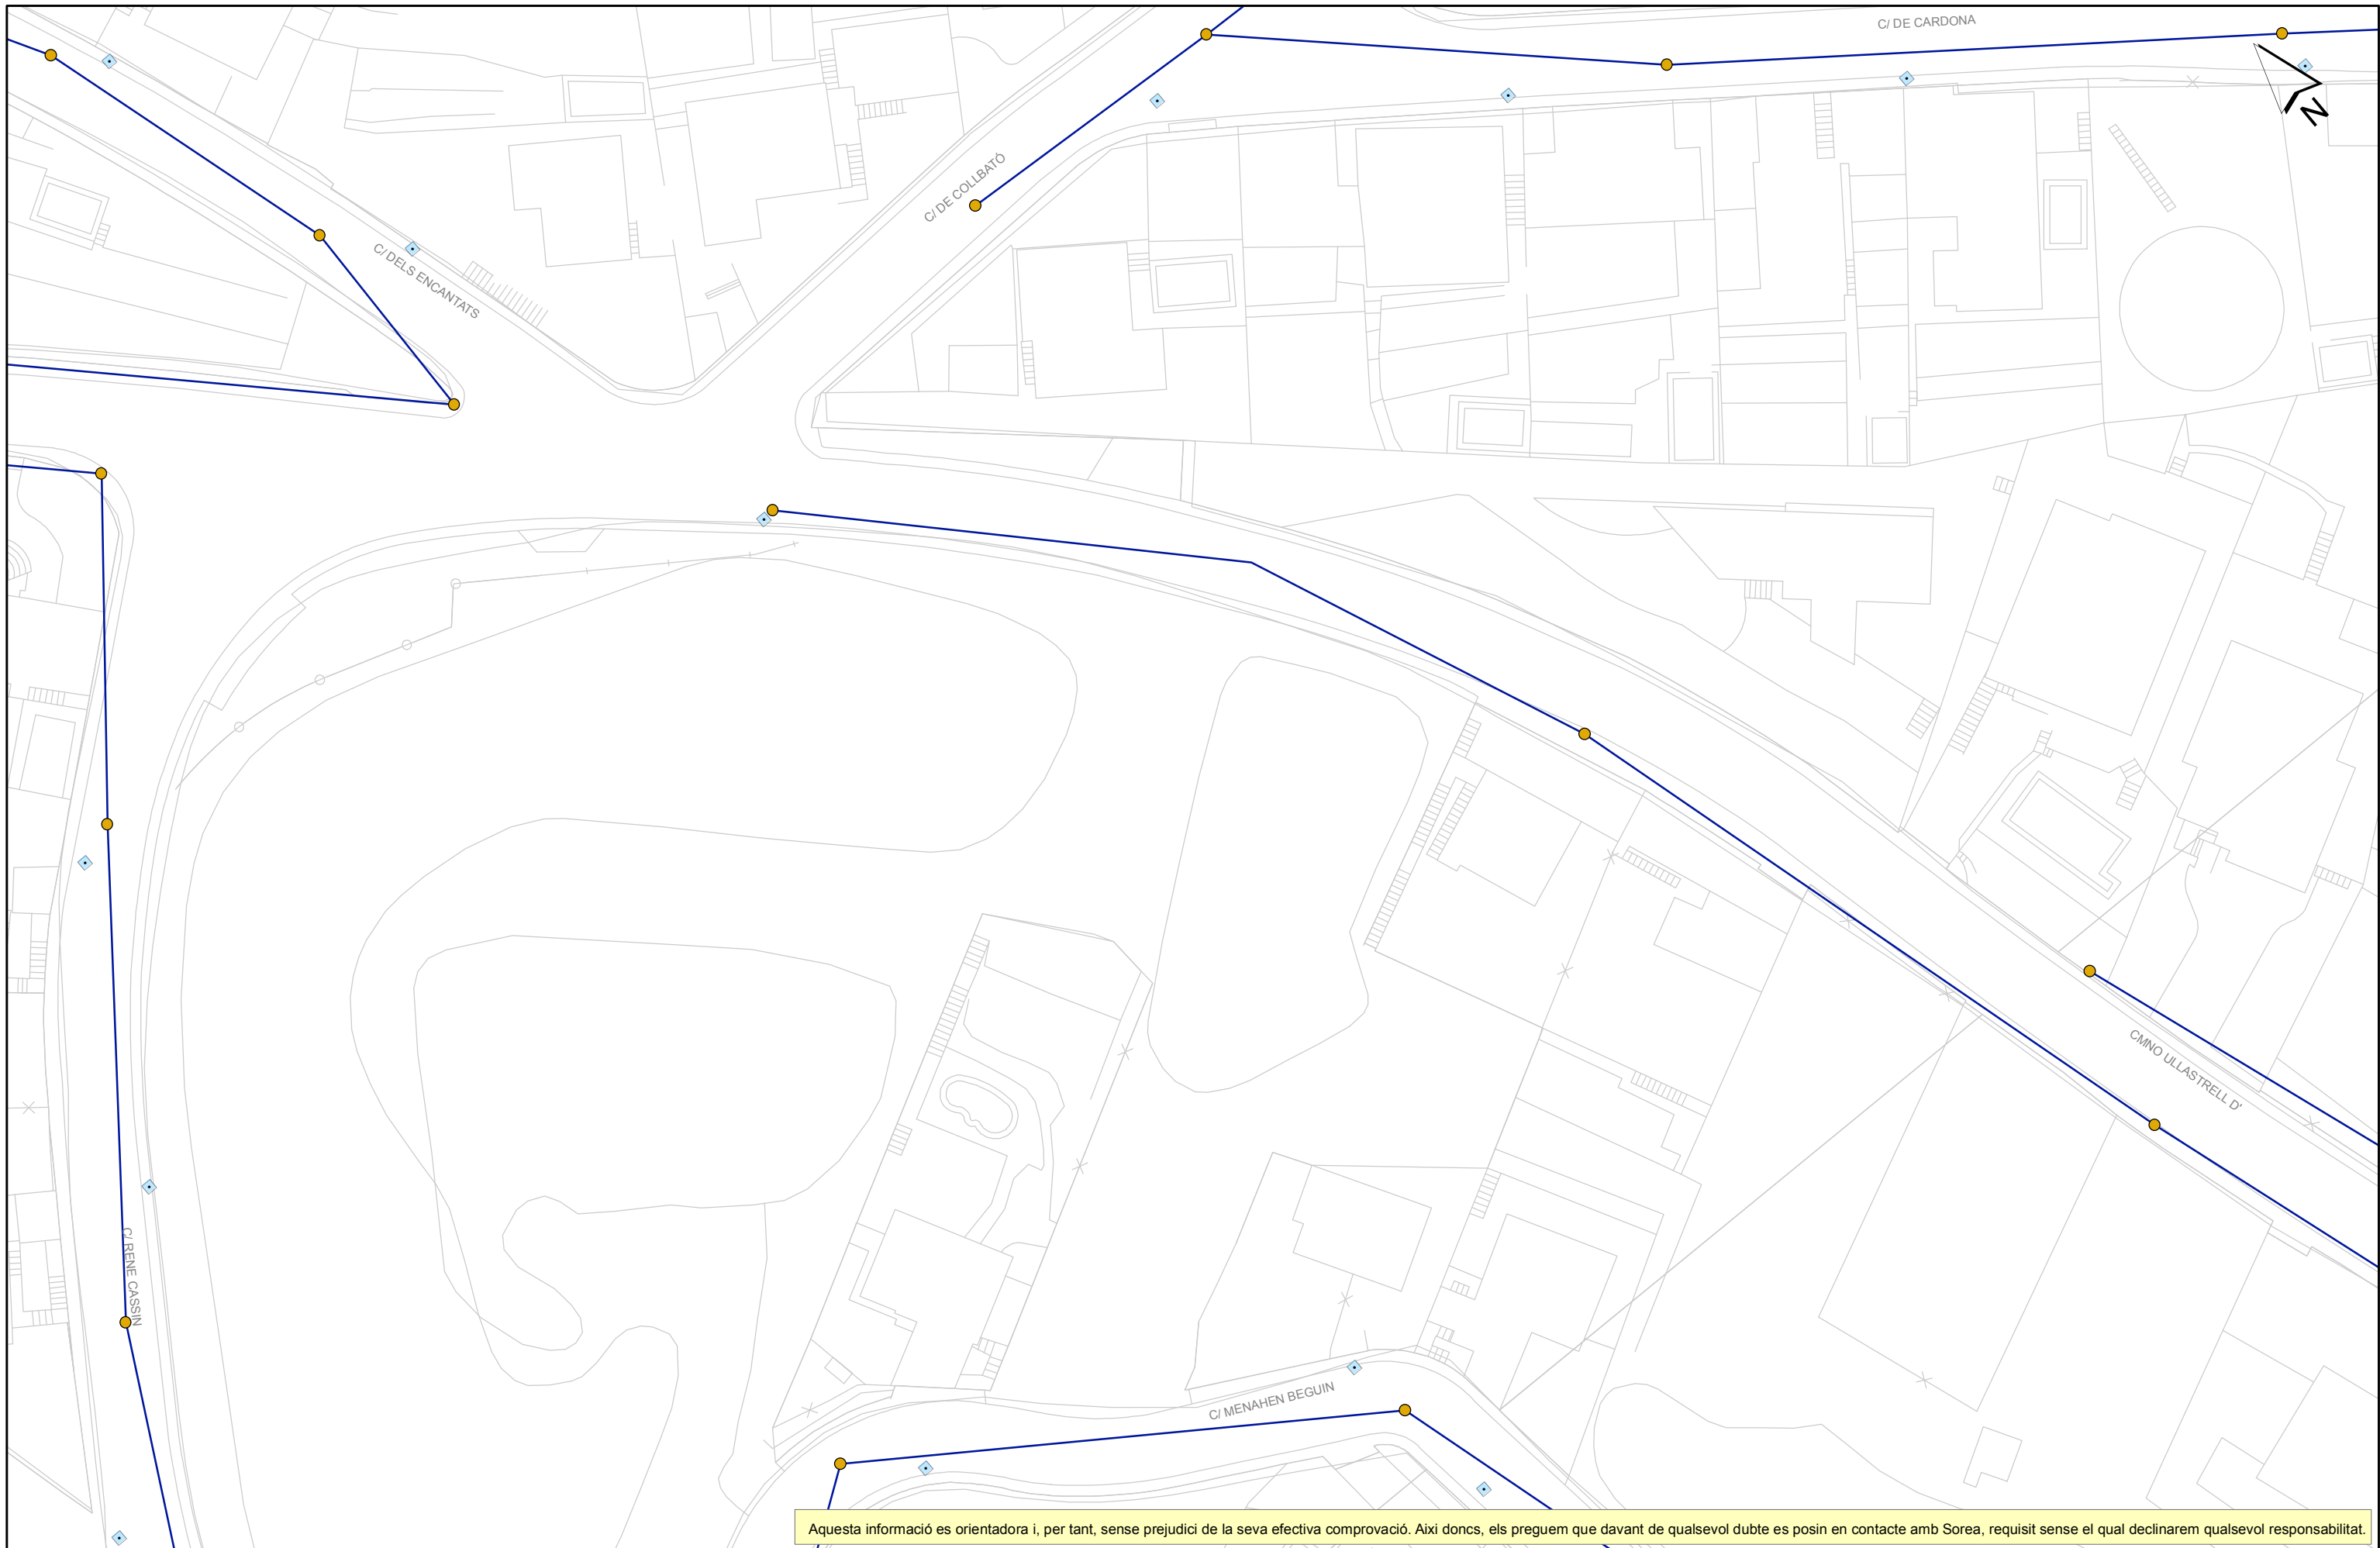 C/ DE CARDONA
N
C/ DE COLLBATÓ
C/ DELS ENCANTATS
CMNO ULLASTRELL D'
C/ RENE CASSIN
C/ MENAHEN BEGUIN
Aquesta informació es orientadora i, per tant, sense prejudici de la seva efectiva comprovació. Aixi doncs, els preguem que davant de qualsevol dubte es posin en contacte amb Sorea, requisit sense el qual declinarem qualsevol responsabilitat.